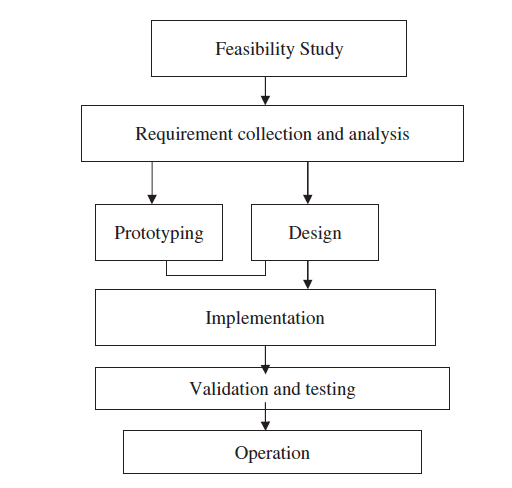 Feasibility Study
Requirement collection and analysis
Prototyping
Design
Implementation
Validation and testing
Operation